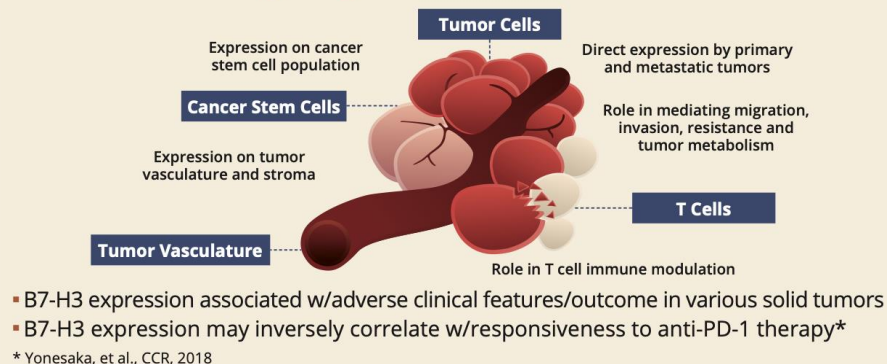 Tumor Cells
Expression on cancer
stem cell population
Direct expression by primary
and metastatic tumors
Cancer Stem Cells
Role in mediating migration,
invasion, resistance and
tumor metabolism
Expression on tumor
vasculature and stroma
T Cells
Tumor Vasculature
Role in T cell immune modulation
▪ B7-H3 expression associated w/adverse clinical features/outcome in various solid tumors
▪ B7-H3 expression may inversely correlate w/responsiveness to anti-PD-1 therapy*
* Yonesaka, et al., CCR, 2018